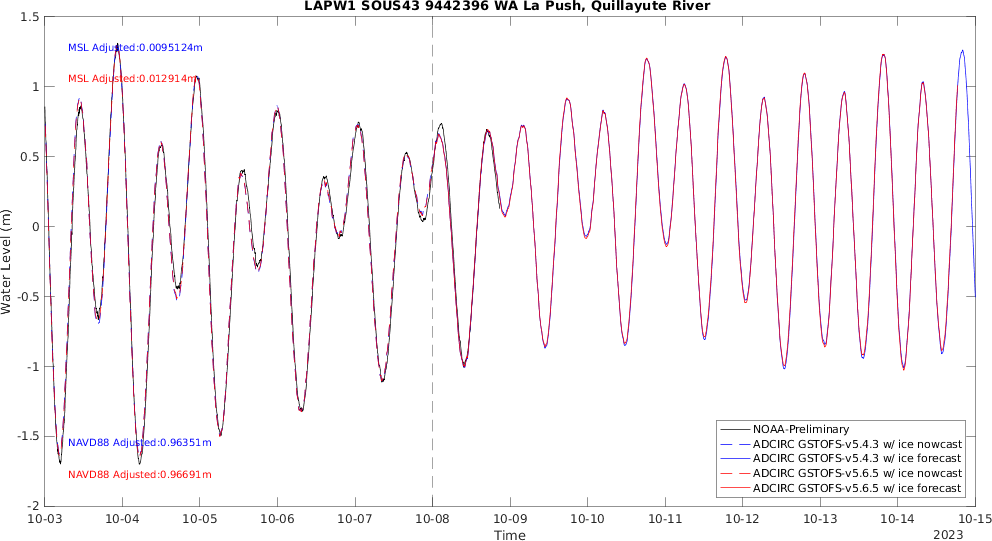 LAPW1 SOUS43 9442396 WA La Push, Quillayute River
1.5
1
0.5
0
-0.5
-1
-1.5
-2
Water Level (m)
MSL Adjusted:0.0095124m
MSL Adjusted:0.012914m
NAVD88 Adjusted:0.96351m
NAVD88 Adjusted:0.96691m
NOAA-Preliminary
ADCIRC GSTOFS-v5.4.3 w/ ice nowcast
ADCIRC GSTOFS-v5.4.3 w/ ice forecast
ADCIRC GSTOFS-v5.6.5 w/ ice nowcast
ADCIRC GSTOFS-v5.6.5 w/ ice forecast
10-03 10-04 10-05 10-06 10-07 10-08 10-09 10-10 10-11 10-12 10-13 10-14 10-15
Time
2023